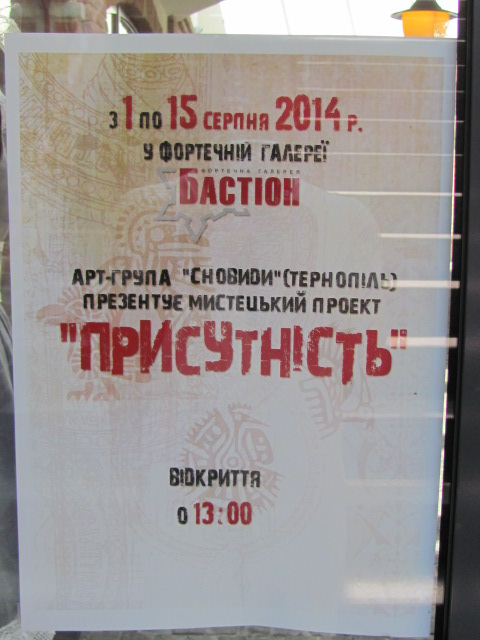 з 1 по 15 серпня 2014 р.
у фортечній галереї
ФОРТЕЧНА ГАЛЕРЕЯ
БАСТІОН
АРТ-ГРУПА "СНОВИДИ" (ТЕРНОПІЛЬ)
ПРЕЗЕНТУЄ МИСТЕЦЬКИЙ ПРОЕКТ
"ПРИСУТНІСТЬ"
ВІДКРИТТЯ
о 13:00